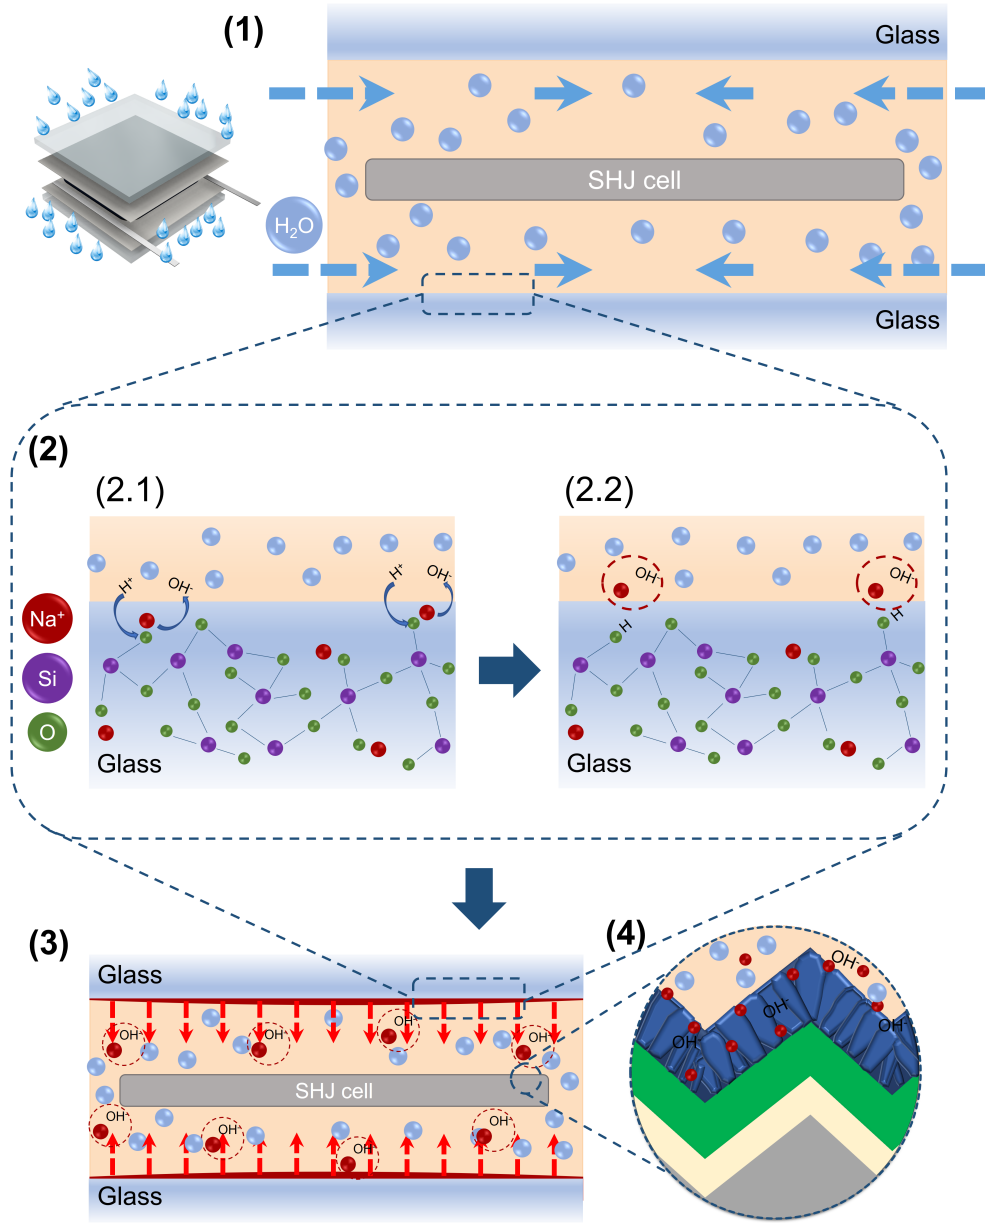 (1)
Glass
SHJ cell
H₂O
Glass
(2)
(2.1)
(2.2)
H⁺
OH⁻
H⁺
OH⁻
OH⁻
OH⁻
Na⁺
H
H
Si
O
Glass
Glass
(3)
(4)
Glass
OH⁻
OH⁻
OH⁻
OH⁻
OH⁻
OH⁻
OH⁻
OH⁻
SHJ cell
OH⁻
OH⁻
OH
OH
Glass